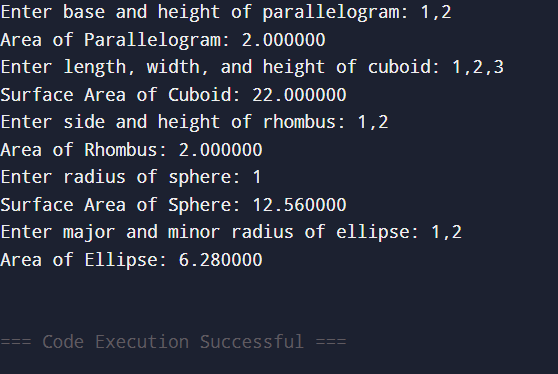 Enter base and height of parallelogram: 1,2
Area of Parallelogram: 2.000000
Enter length, width, and height of cuboid: 1,2,3
Surface Area of Cuboid: 22.000000
Enter side and height of rhombus: 1,2
Area of Rhombus: 2.000000
Enter radius of sphere: 1
Surface Area of Sphere: 12.560000
Enter major and minor radius of ellipse: 1,2
Area of Ellipse: 6.280000
=== Code Execution Successful ===